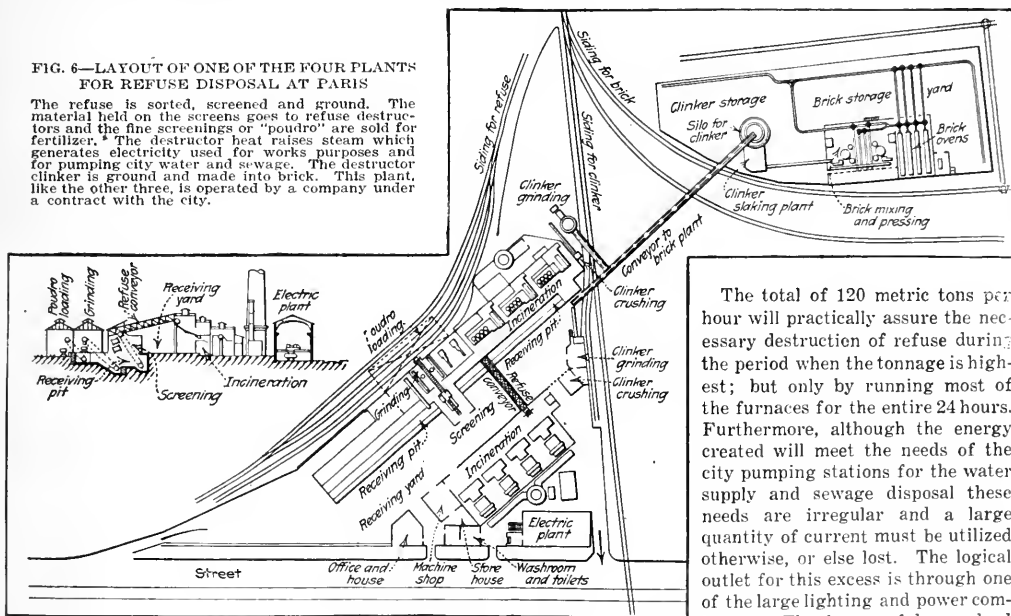 FIG. 6—LAYOUT OF ONE OF THE FOUR PLANTS
FOR REFUSE DISPOSAL AT PARIS
The refuse is sorted, screened and ground. The
material held on the screens goes to refuse destruc-
tors and the fine screenings or "poudro" are sold for
fertilizer. The destructor heat raises steam which
generates electricity used for works purposes and
for pumping city water and sewage. The destructor
clinker is ground and made into brick. This plant,
like the other three, is operated by a company under
a contract with the city.
Siding for refuse
Siding for brick
Siding for clinker
Clinker storage
Silo for
clinker
Brick storage
yard
Brick
ovens
Clinker
slaking plant
Brick mixing
and pressing
Clinker
grinding
Conveyor to
brick plant
Clinker
crushing
Incineration
Receiving pit
Clinker
grinding
Clinker
crushing
Poudro
loading
Grinding
Screening
Refuse
conveyor
Receiving pit
Receiving yard
Incineration
Electric
plant
Office and
house
Machine
shop
Store
house
Washroom
and toilets
Street
Poudro
loading
Grinding
Refuse
conveyor
Receiving
yard
Electric
plant
Receiving
pit
Screening
Incineration
The total of 120 metric tons per
hour will practically assure the nec-
essary destruction of refuse during
the period when the tonnage is high-
est; but only by running most of
the furnaces for the entire 24 hours.
Furthermore, although the energy
created will meet the needs of the
city pumping stations for the water
supply and sewage disposal these
needs are irregular and a large
quantity of current must be utilized
otherwise, or else lost. The logical
outlet for this excess is through one
of the large lighting and power com-